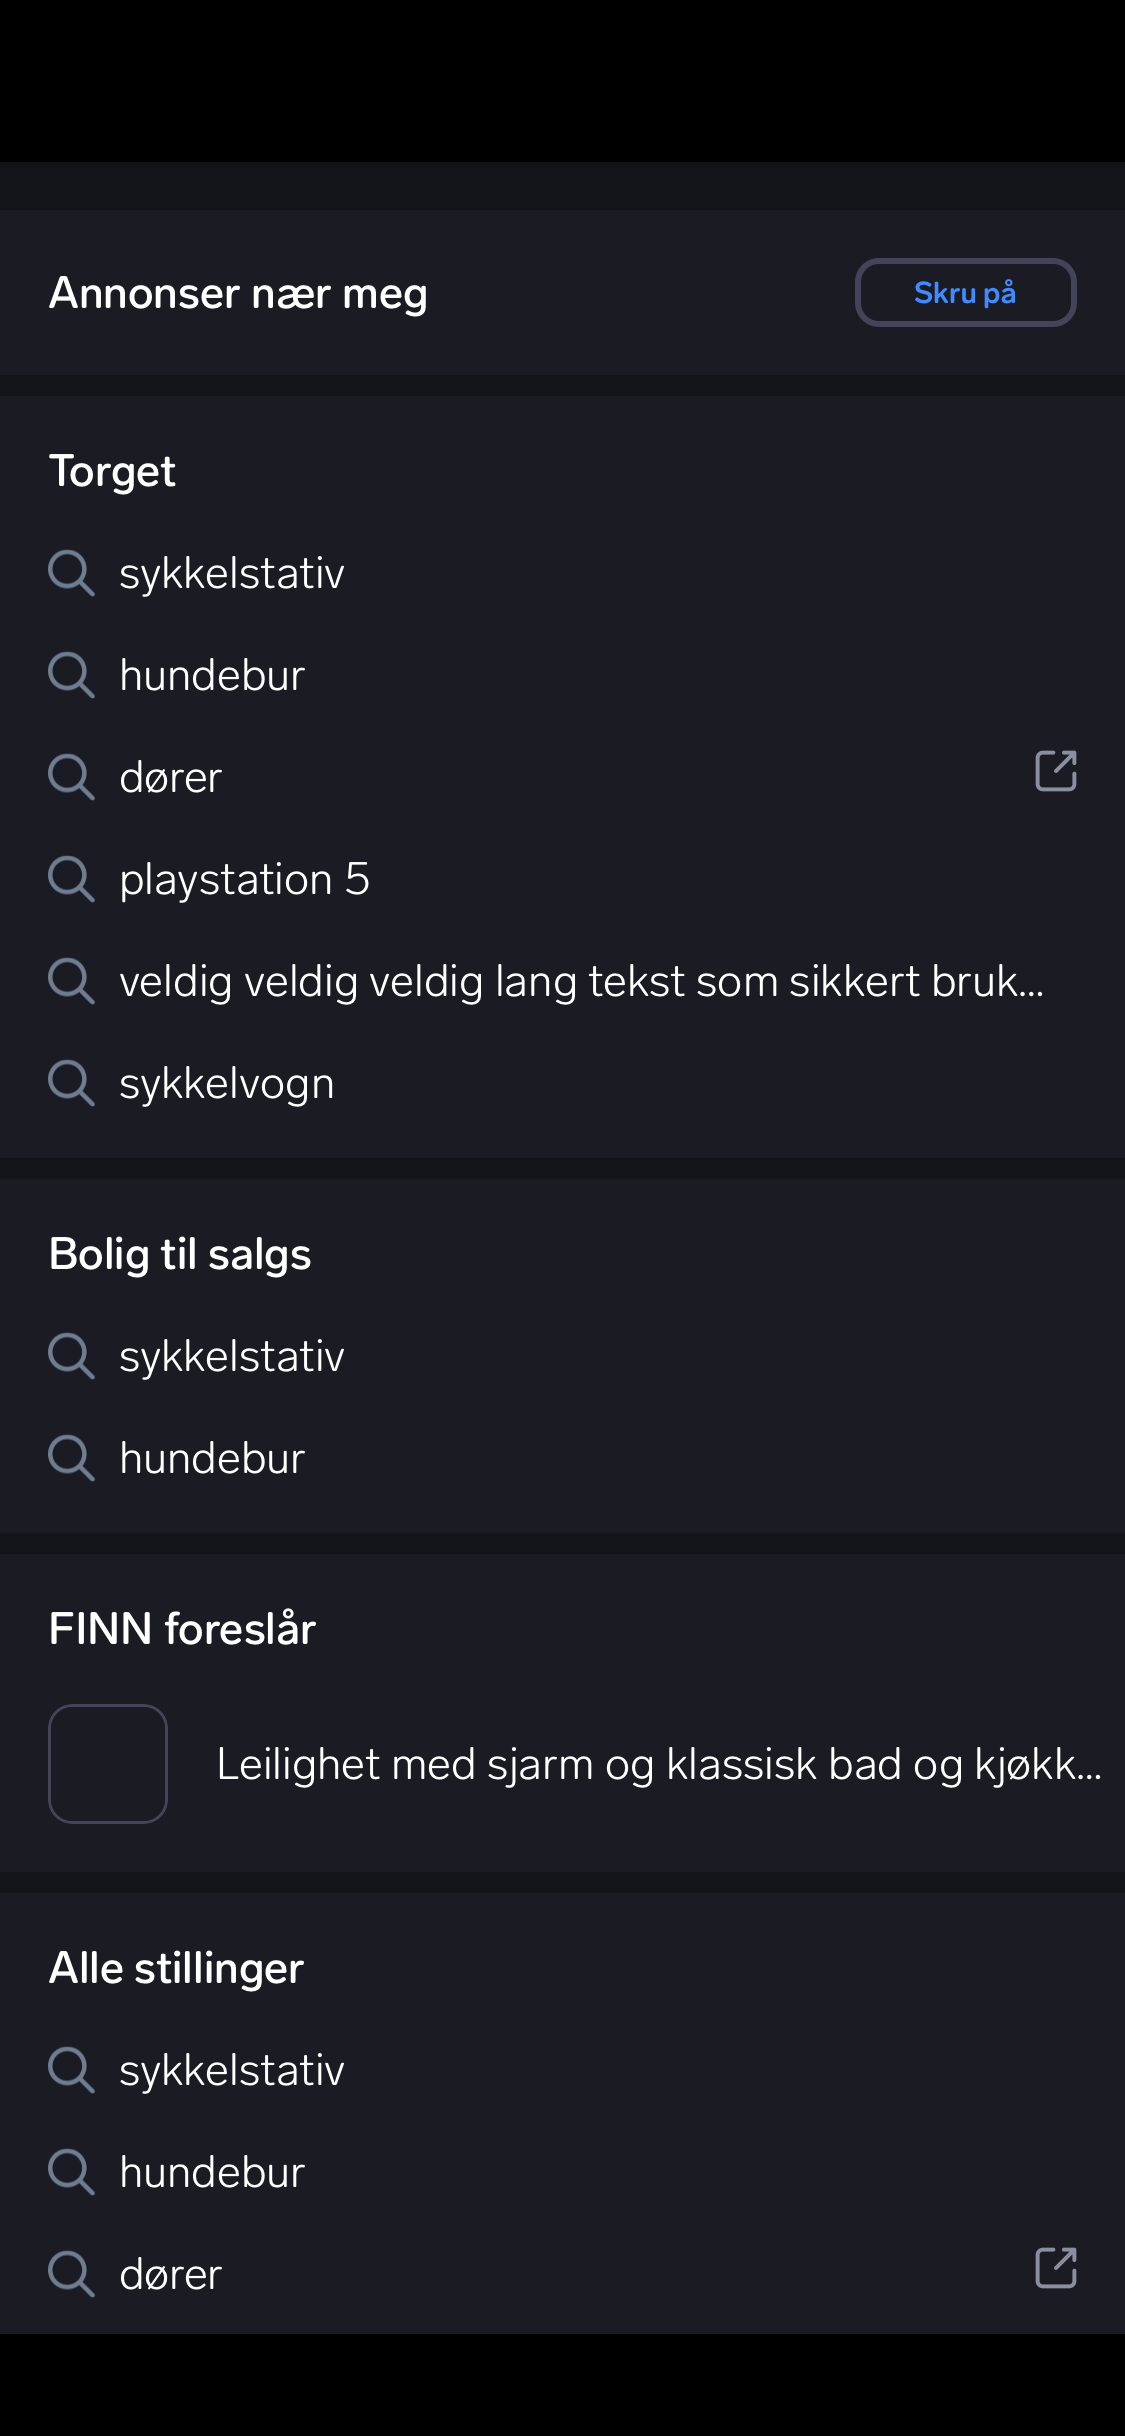 Annonser nær meg
Skru på
Torget
sykkelstativ
hundebur
dører
playstation 5
veldig veldig veldig lang tekst som sikkert bruk...
sykkelvogn
Bolig til salgs
sykkelstativ
hundebur
FINN foreslår
Leilighet med sjarm og klassisk bad og kjøkk...
Alle stillinger
sykkelstativ
hundebur
dører